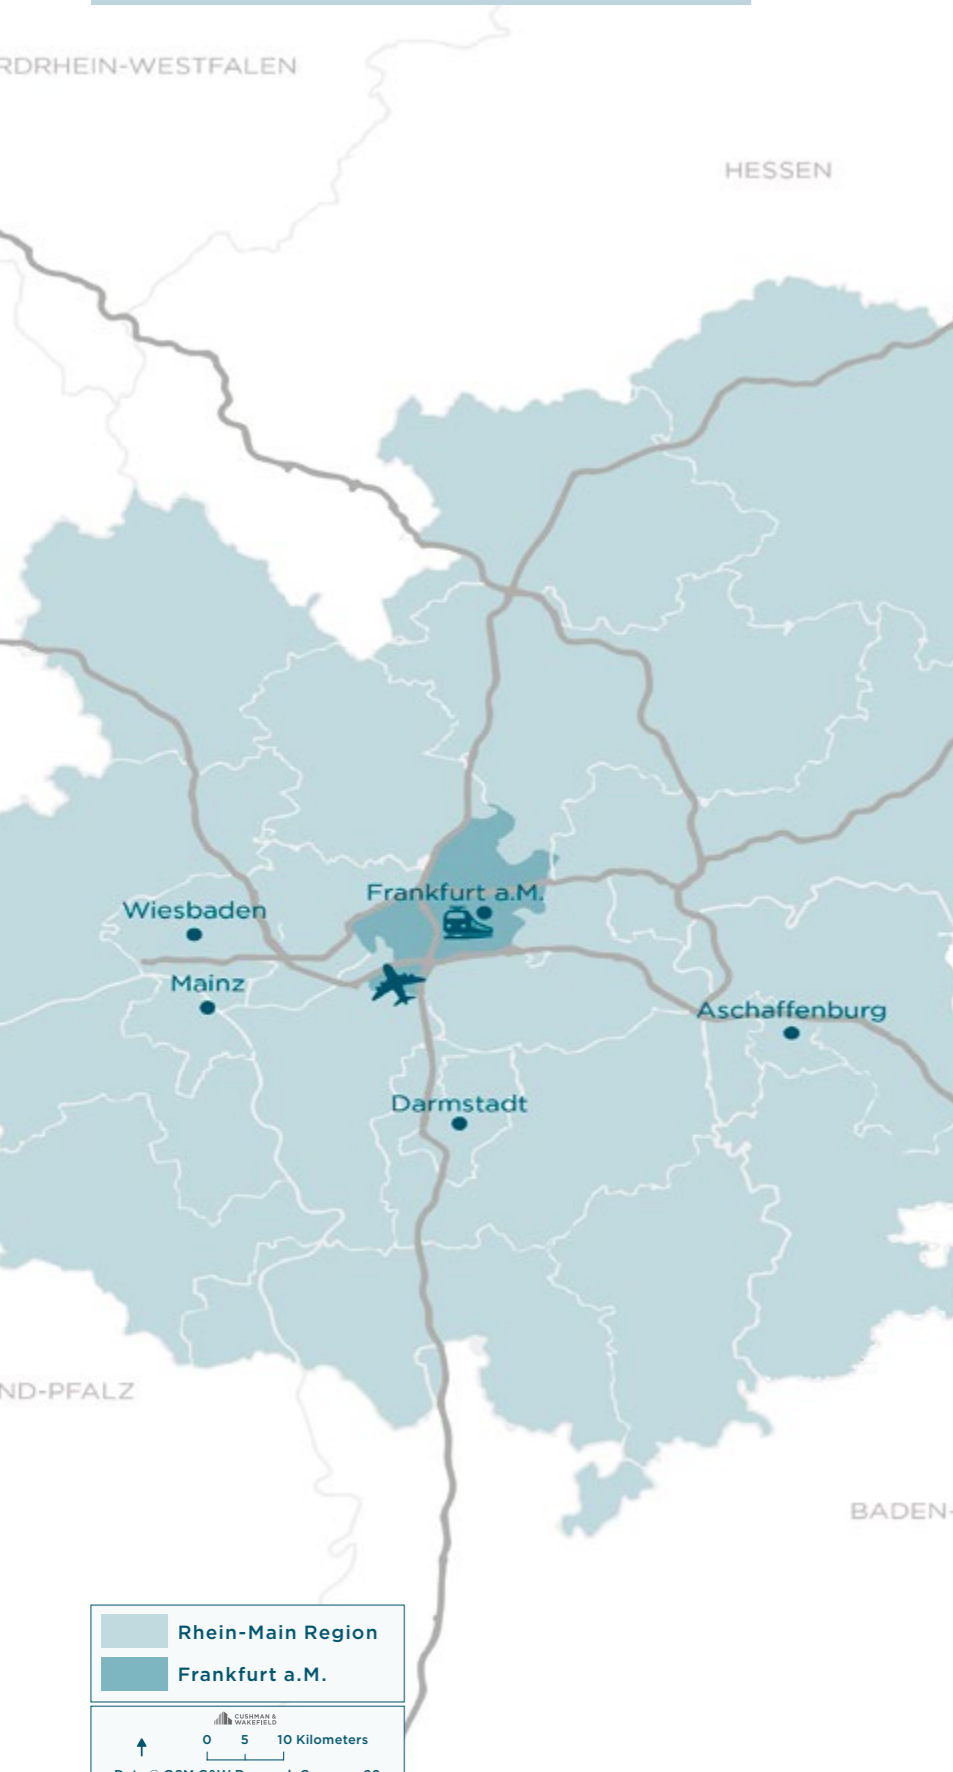 RDRHEIN-WESTFALEN
HESSEN
Frankfurt a.M.
Wiesbaden
Mainz
Aschaffenburg
Darmstadt
ND-PFALZ
BADEN-
Rhein-Main Region
Frankfurt a.M.
CUSHMAN &
WAKEFIELD
0 5 10 Kilometers